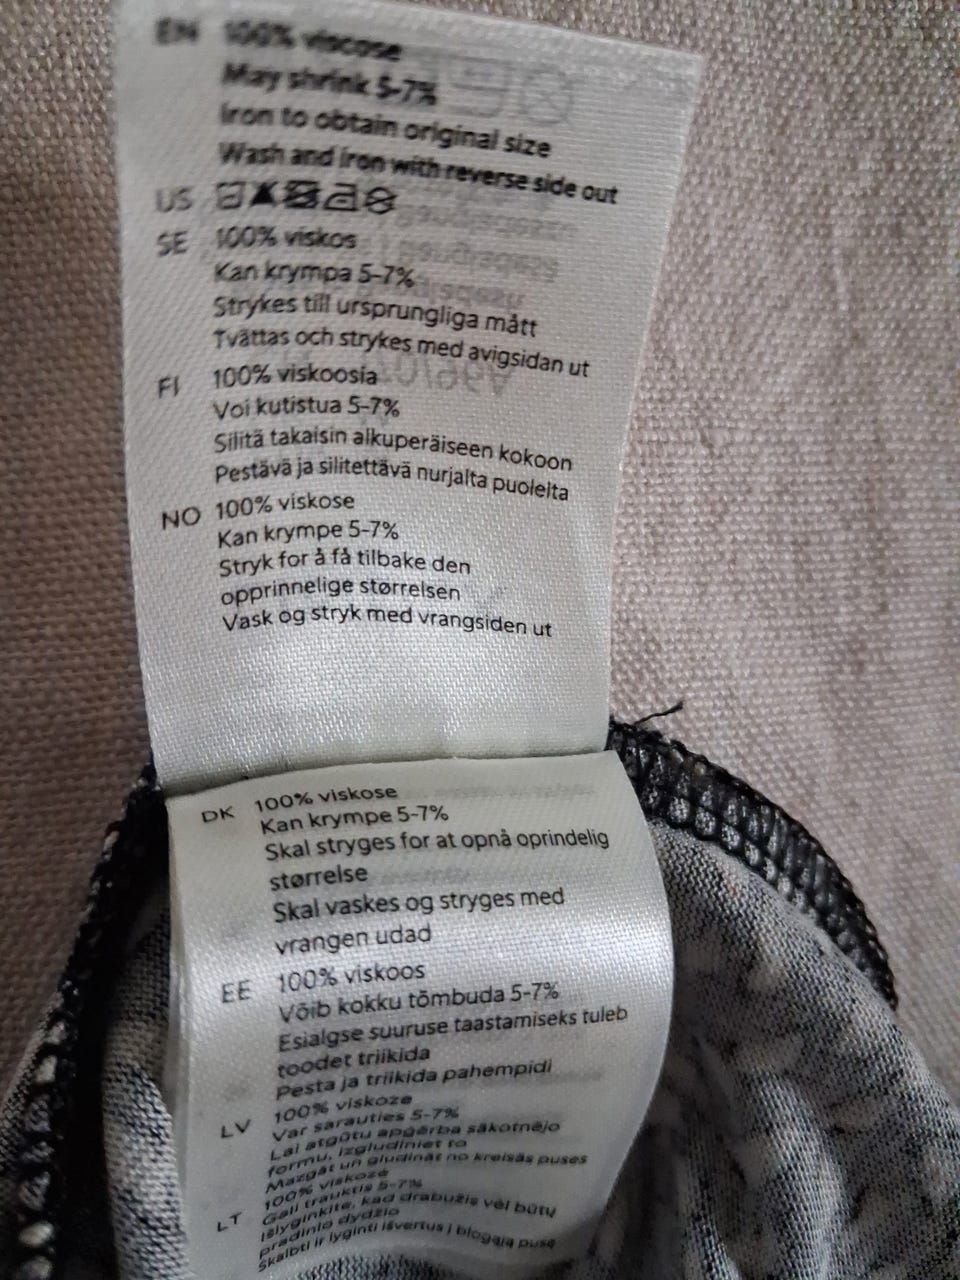 EN 100% viscose
May shrink 5-7%
Iron to obtain original size
Wash and iron with reverse side out
US
SE 100% viskos
Kan krympa 5-7%
Strykes till ursprungliga mått
Tvättas och strykes med avigsidan ut
FI 100% viskoosia
Voi kutistua 5-7%
Silitä takaisin alkuperäiseen kokoon
Pestävä ja silitettävä nurjalta puolelta
NO 100% viskose
Kan krympe 5-7%
Stryk for å få tilbake den
opprinnelige størrelsen
Vask og stryk med vrangsiden ut
DK 100% viskose
Kan krympe 5-7%
Skal stryges for at opnå oprindelig
størrelse
Skal vaskes og stryges med
vrangen udad
EE 100% viskoos
Võib kokku tõmbuda 5-7%
Esialgse suuruse taastamiseks tuleb
toodet triikida
Pesta ja triikida pahempidi
LV 100% viskoze
Var sarauties 5-7%
Lai atgūtu apģērba sākotnējo
formu, izgludiniet to
Mazgāt un gludināt no kreisās puses
LT 100% viskozė
Gali trauktis 5-7%
Išlyginkite, kad drabužis vėl būtų
pradinio dydžio
Skalbti ir lyginti išvertus į blogąją pusę